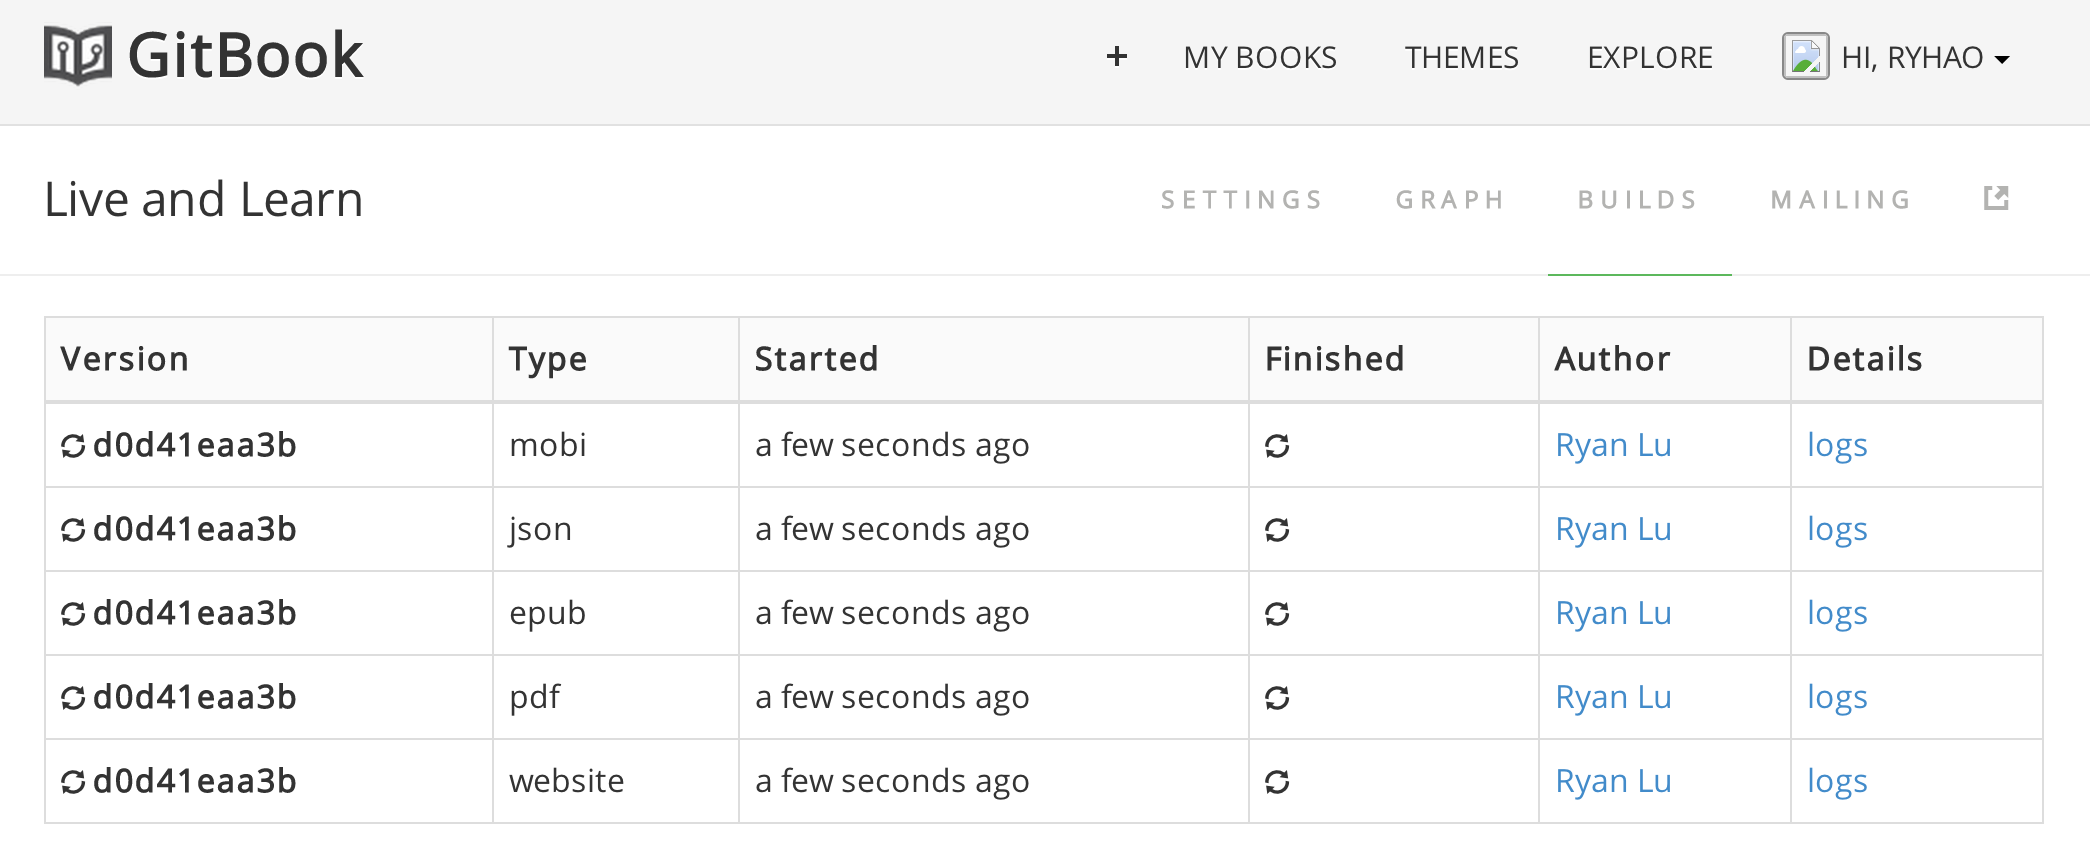 GitBook
+ MY BOOKS THEMES EXPLORE HI, RYHAO
Live and Learn
SETTINGS GRAPH BUILDS MAILING
Version Type Started Finished Author Details
d0d41eaa3b mobi a few seconds ago Ryan Lu logs
d0d41eaa3b json a few seconds ago Ryan Lu logs
d0d41eaa3b epub a few seconds ago Ryan Lu logs
d0d41eaa3b pdf a few seconds ago Ryan Lu logs
d0d41eaa3b website a few seconds ago Ryan Lu logs